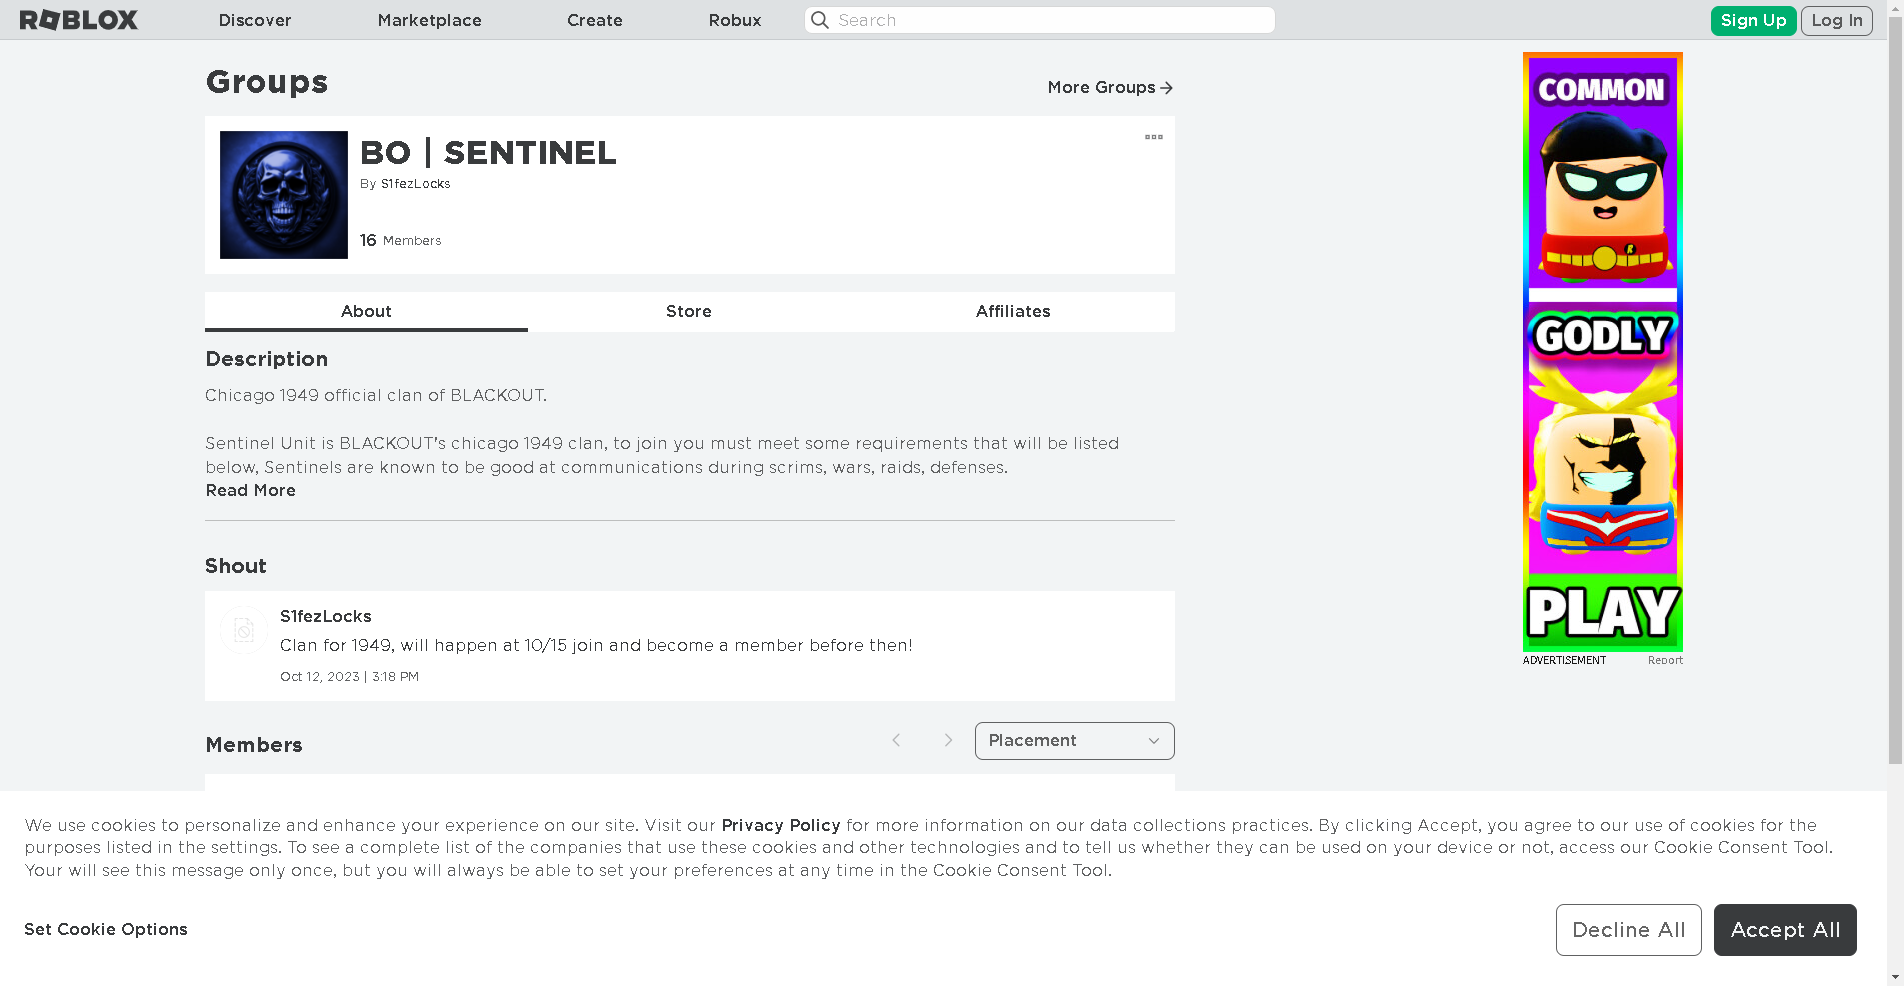 ROBLOX
Discover
Marketplace
Create
Robux
Search
Sign Up
Log In
Groups
More Groups
BO | SENTINEL
By S1fezLocks
16 Members
About
Store
Affiliates
Description
Chicago 1949 official clan of BLACKOUT.
Sentinel Unit is BLACKOUT's chicago 1949 clan, to join you must meet some requirements that will be listed
below, Sentinels are known to be good at communications during scrims, wars, raids, defenses.
Read More
Shout
S1fezLocks
Clan for 1949, will happen at 10/15 join and become a member before then!
Oct 12, 2023 | 3:18 PM
Members
Placement
COMMON
R
GODLY
PLAY
ADVERTISEMENT
Report
We use cookies to personalize and enhance your experience on our site. Visit our Privacy Policy for more information on our data collections practices. By clicking Accept, you agree to our use of cookies for the
purposes listed in the settings. To see a complete list of the companies that use these cookies and other technologies and to tell us whether they can be used on your device or not, access our Cookie Consent Tool.
Your will see this message only once, but you will always be able to set your preferences at any time in the Cookie Consent Tool.
Set Cookie Options
Decline All
Accept All